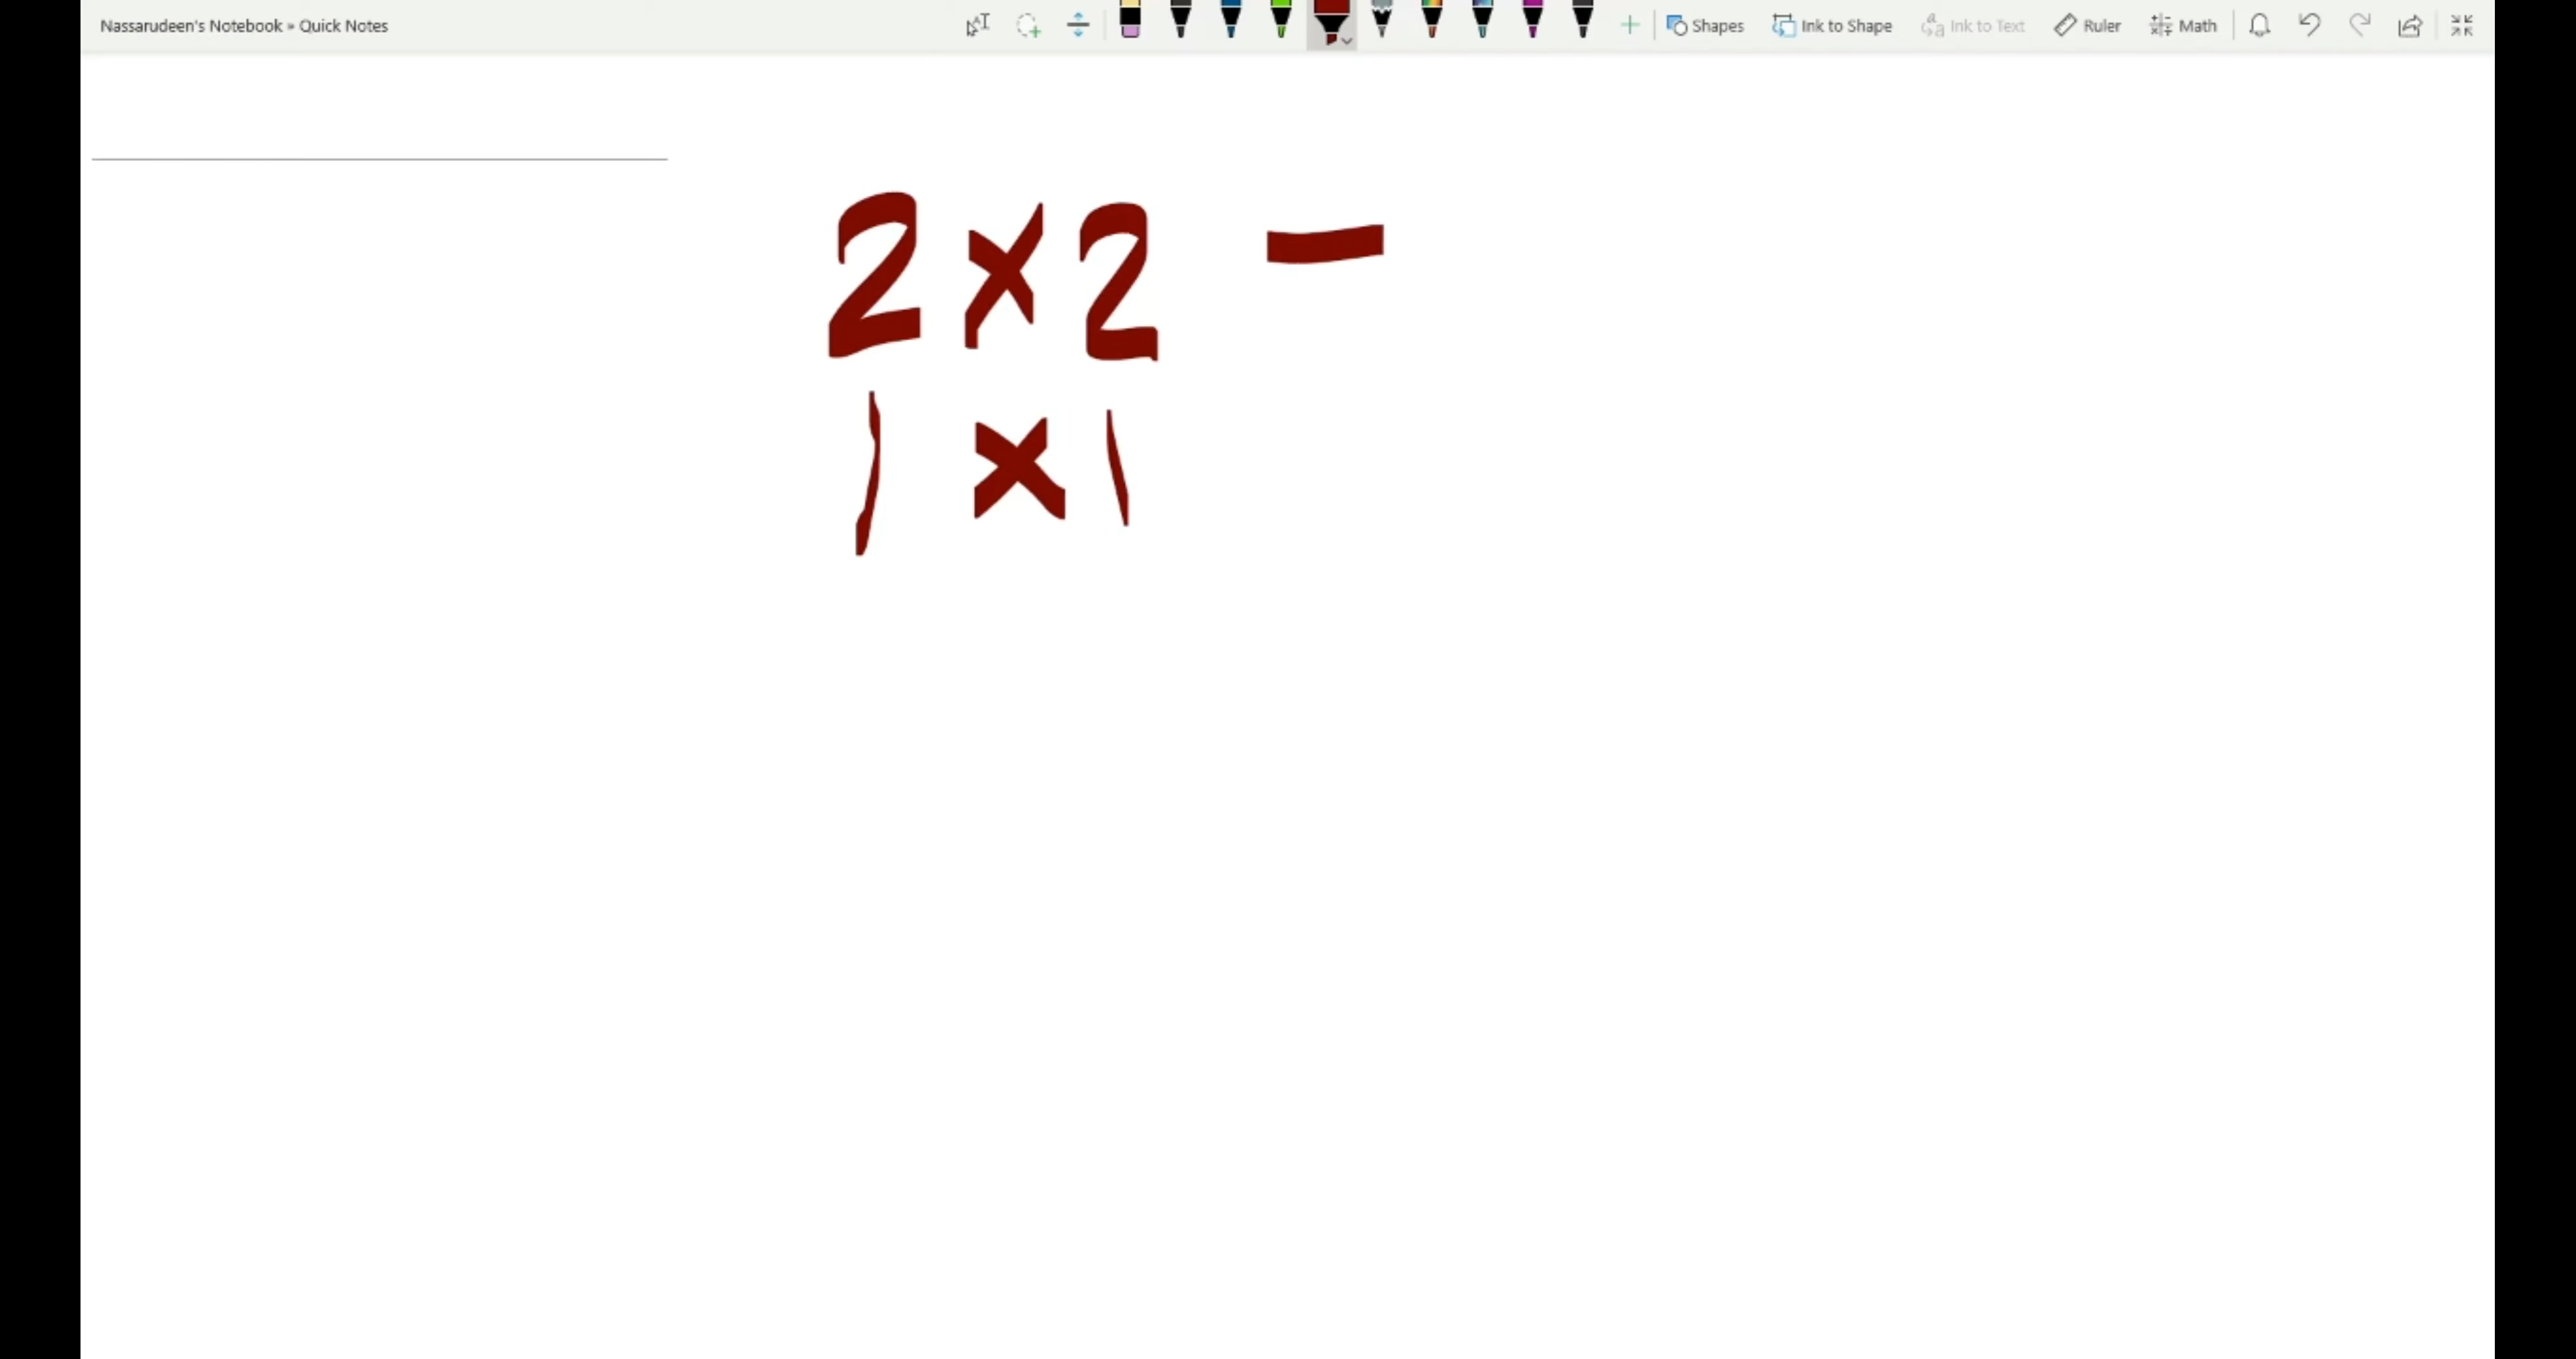 Nassarudeen's Notebook » Quick Notes
Shapes Ink to Shape Ink to Text Ruler Math
2 × 2 –
1 × 1